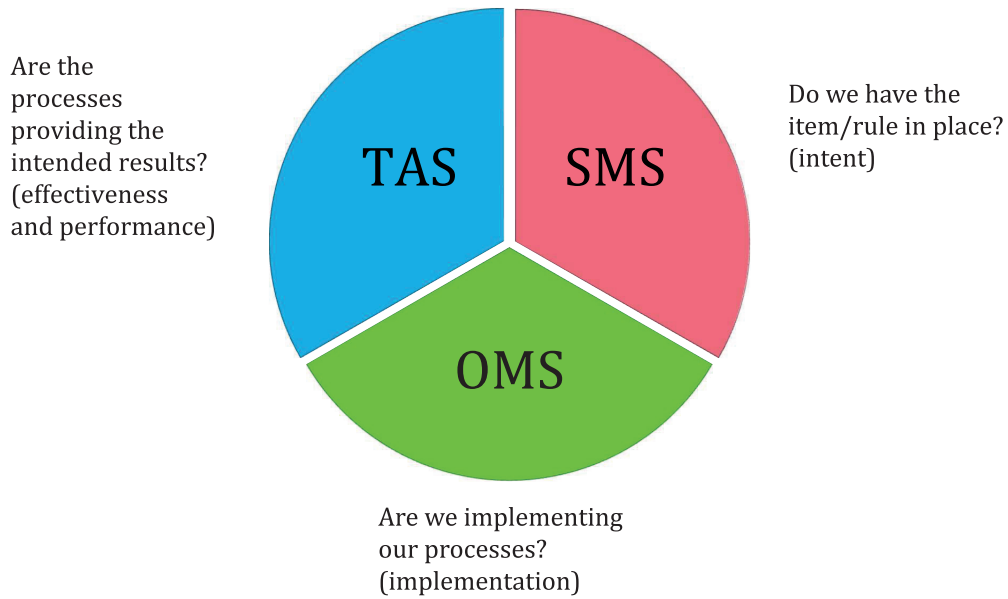 Are the
processes
providing the
intended results?
(effectiveness
and performance)
TAS
SMS
Do we have the
item/rule in place?
(intent)
OMS
Are we implementing
our processes?
(implementation)